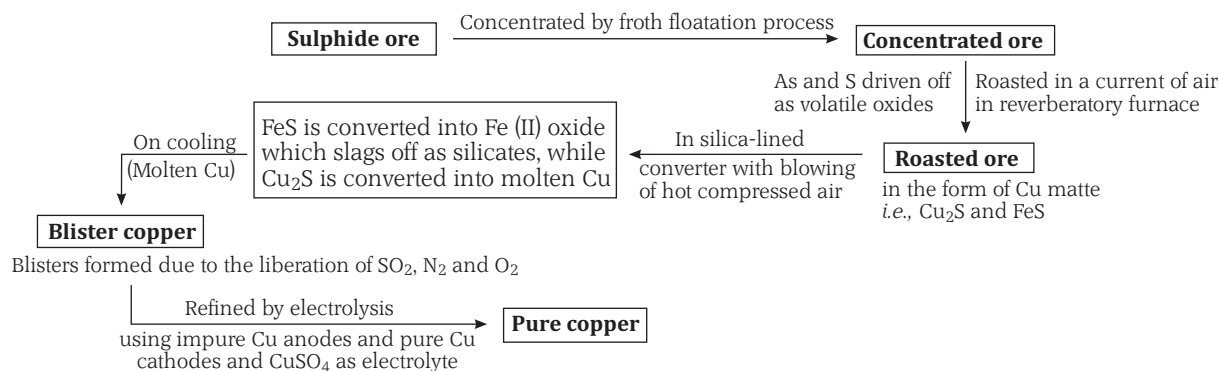 Sulphide ore
Concentrated by froth floatation process
Concentrated ore
As and S driven off
as volatile oxides
Roasted in a current of air
in reverberatory furnace
Roasted ore
in the form of Cu matte
i.e., Cu₂S and FeS
In silica-lined
converter with blowing
of hot compressed air
FeS is converted into Fe (II) oxide
which slags off as silicates, while
Cu₂S is converted into molten Cu
On cooling
(Molten Cu)
Blister copper
Blisters formed due to the liberation of SO₂, N₂ and O₂
Refined by electrolysis
using impure Cu anodes and pure Cu
cathodes and CuSO₄ as electrolyte
Pure copper